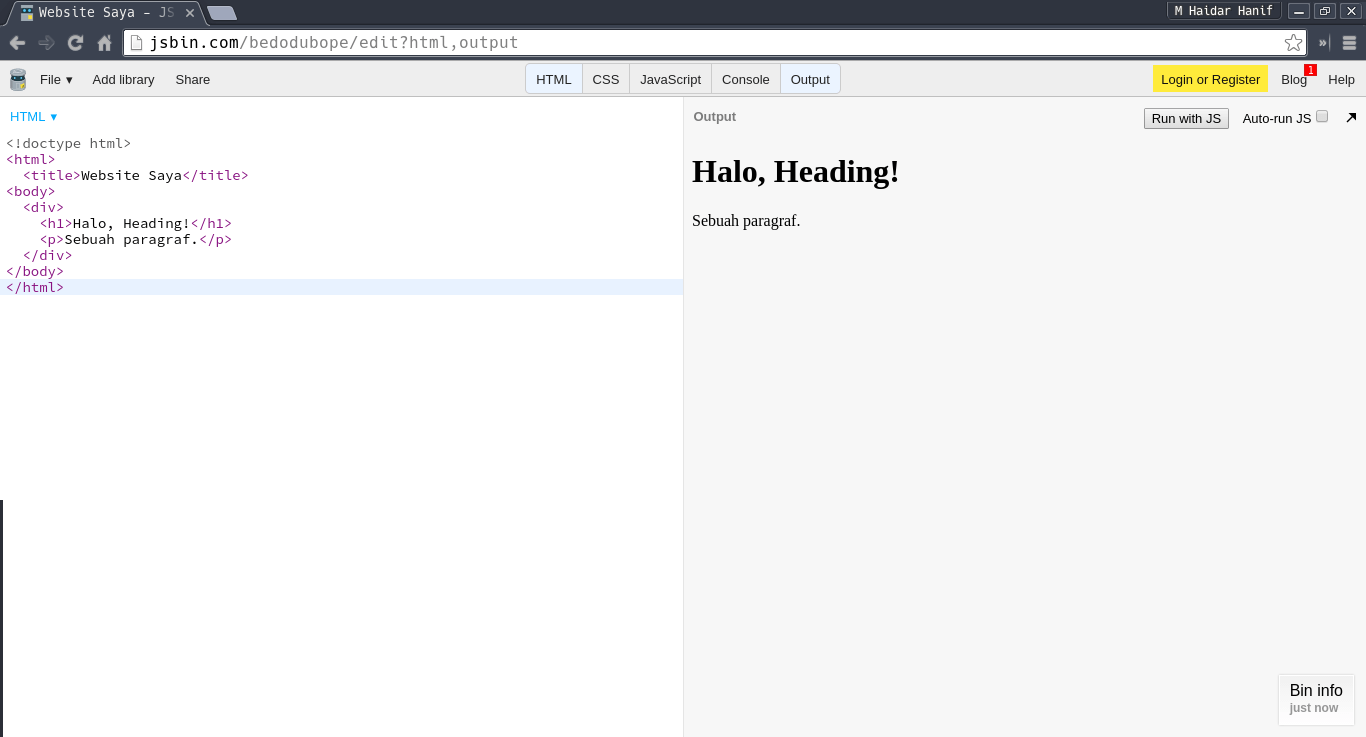 Website Saya - JS
M Haidar Hanif
jsbin.com/bedodubope/edit?html,output
File Add library Share HTML CSS JavaScript Console Output Login or Register Blog 1 Help
HTML
<!doctype html>
<html>
  <title>Website Saya</title>
<body>
  <div>
    <h1>Halo, Heading!</h1>
    <p>Sebuah paragraf.</p>
  </div>
</body>
</html>
Output Run with JS Auto-run JS
Halo, Heading!
Sebuah paragraf.
Bin info
just now